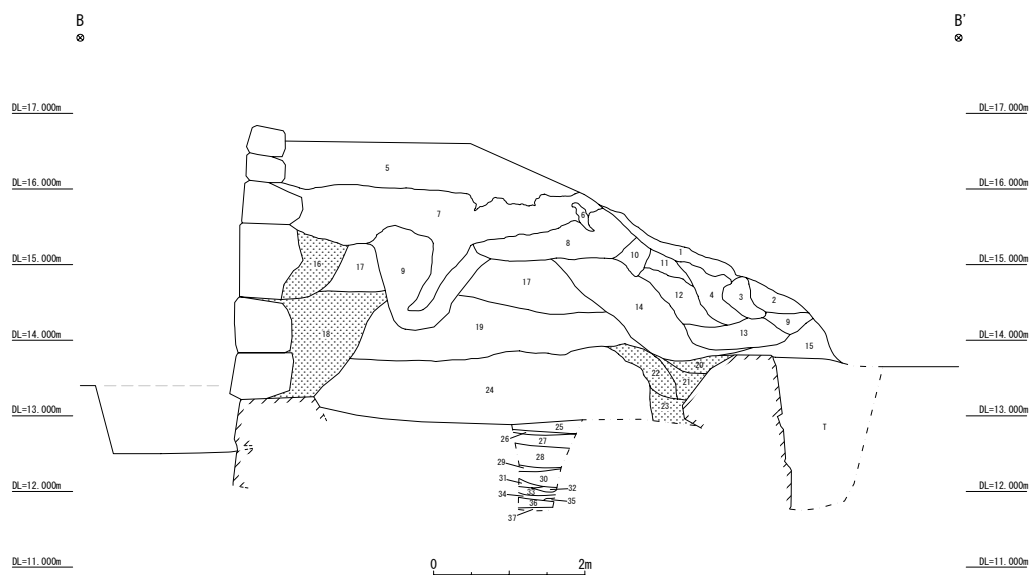 B B'
DL=17.000m DL=17.000m
5
DL=16.000m DL=16.000m
7 6
8
1
DL=15.000m 16 17 9 10 11 DL=15.000m
17 12 4 3 2
14
18 19 9
DL=14.000m 13 DL=14.000m
15
20
22 21
24 23
DL=13.000m DL=13.000m
25 T
26 27
28
29
30
31 32
DL=12.000m 33 DL=12.000m
34 35
36
37
0 2m
DL=11.000m DL=11.000m